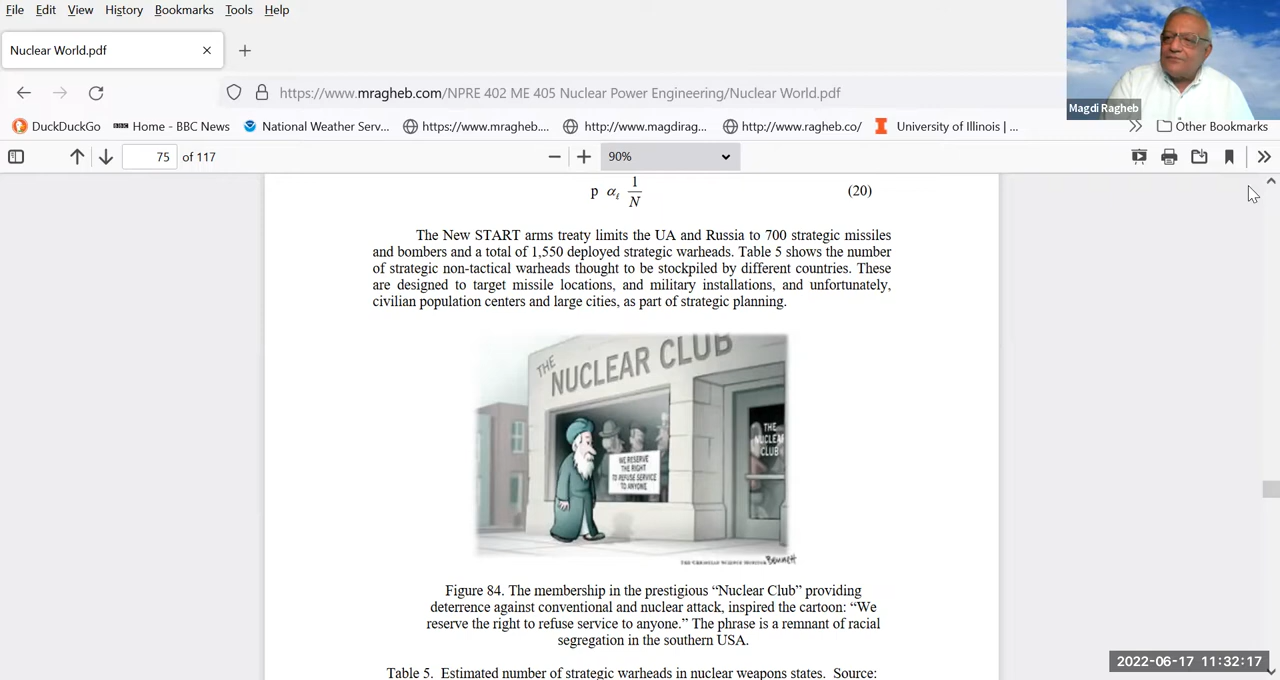 File Edit View History Bookmarks Tools Help
Nuclear World.pdf
https://www.mragheb.com/NPRE 402 ME 405 Nuclear Power Engineering/Nuclear World.pdf
Magdi Ragheb
DuckDuckGo BBC Home - BBC News National Weather Serv... https://www.mragheb.... http://www.magdirag... http://www.ragheb.co/ University of Illinois | ... Other Bookmarks
75 of 117 90%
p α 1/N (20)
The New START arms treaty limits the UA and Russia to 700 strategic missiles
and bombers and a total of 1,550 deployed strategic warheads. Table 5 shows the number
of strategic non-tactical warheads thought to be stockpiled by different countries. These
are designed to target missile locations, and military installations, and unfortunately,
civilian population centers and large cities, as part of strategic planning.
THE
NUCLEAR CLUB
WE RESERVE
THE RIGHT
TO REFUSE SERVICE
TO ANYONE
THE
NUCLEAR
CLUB
THE CHRISTIAN SCIENCE MONITOR BENNETT
Figure 84. The membership in the prestigious “Nuclear Club” providing
deterrence against conventional and nuclear attack, inspired the cartoon: “We
reserve the right to refuse service to anyone.” The phrase is a remnant of racial
segregation in the southern USA.
Table 5. Estimated number of strategic warheads in nuclear weapons states. Source:
2022-06-17 11:32:17